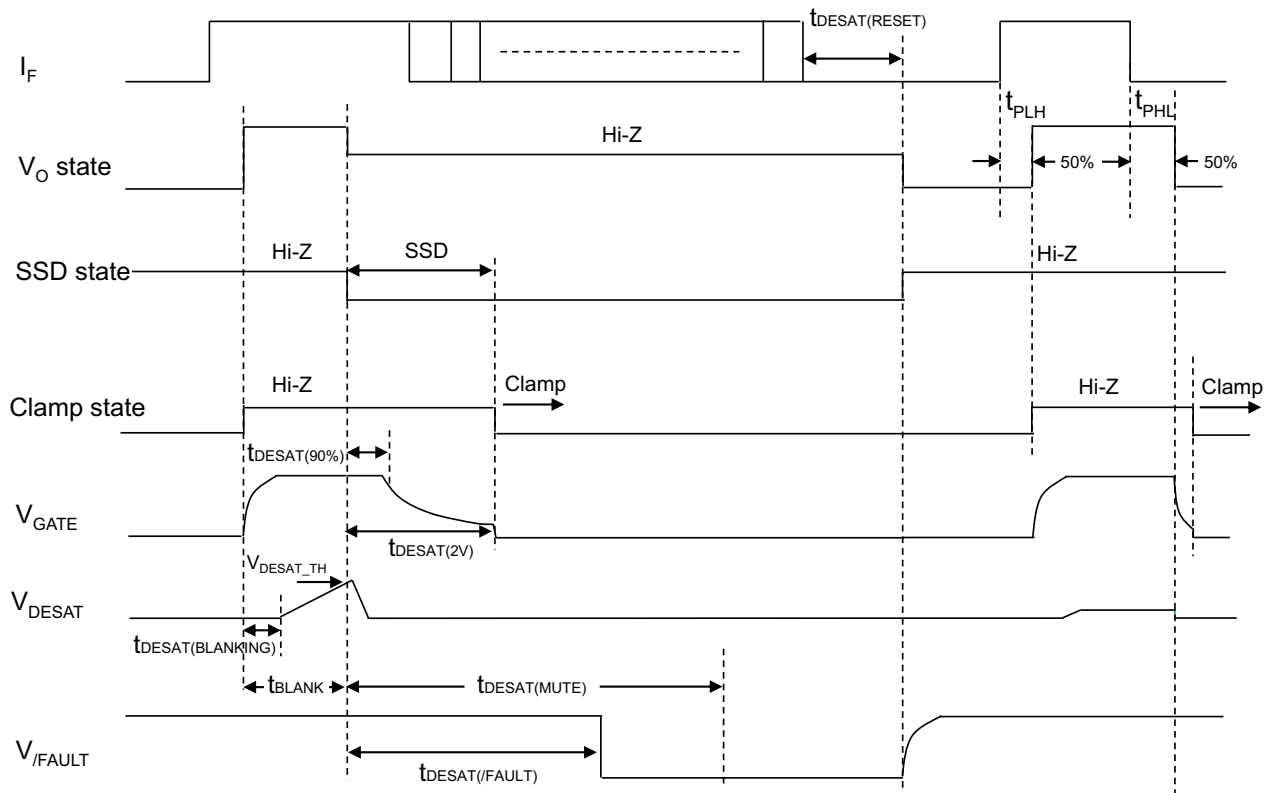 tDESAT(RESET)
IF
tPLH
tPHL
Hi-Z
VO state
50%
50%
Hi-Z
SSD
Hi-Z
SSD state
Hi-Z
Clamp
Hi-Z
Clamp
Clamp state
tDESAT(90%)
VGATE
tDESAT(2V)
VDESAT_TH
VDESAT
tDESAT(BLANKING)
tBLANK
tDESAT(MUTE)
V/FAULT
tDESAT(/FAULT)